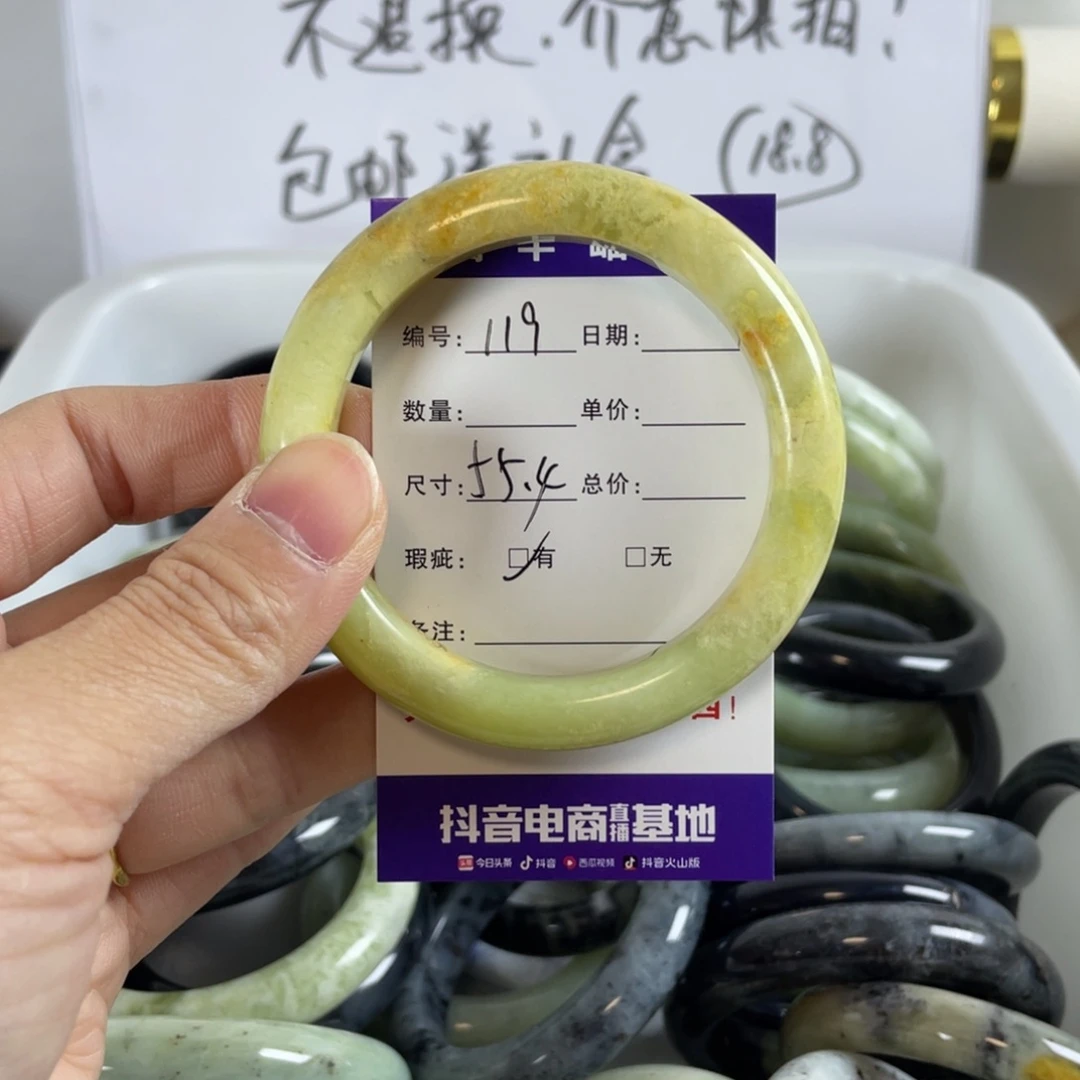 不退换.介意慎拍！
包邮送礼盒 18.8
编号: 119 日期:
数量: 单价:
尺寸: 55.4 总价:
瑕疵: 有 无
备注:
!
抖音电商直播基地
今日头条 抖音 西瓜视频 抖音火山版